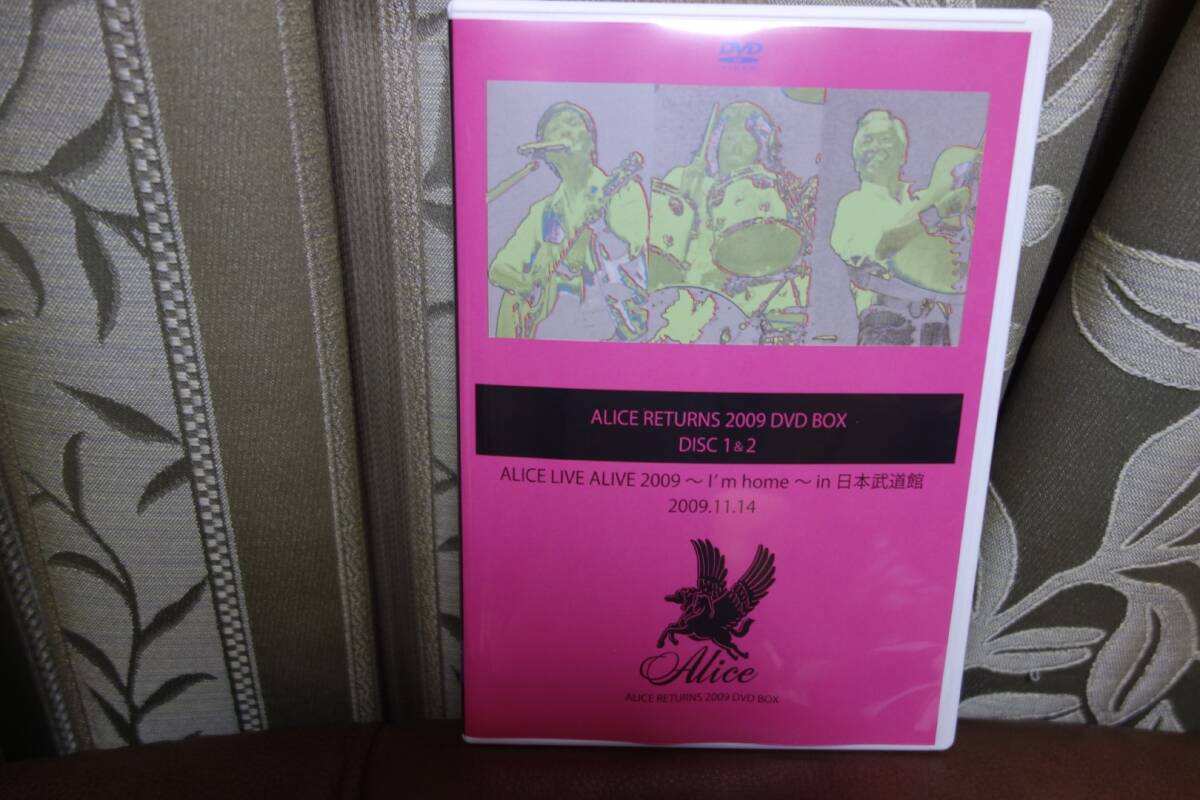 DVD
VIDEO
ALICE RETURNS 2009 DVD BOX
DISC 1&2
ALICE LIVE ALIVE 2009 ～ I'm home ～ in 日本武道館
2009.11.14
Alice
ALICE RETURNS 2009 DVD BOX